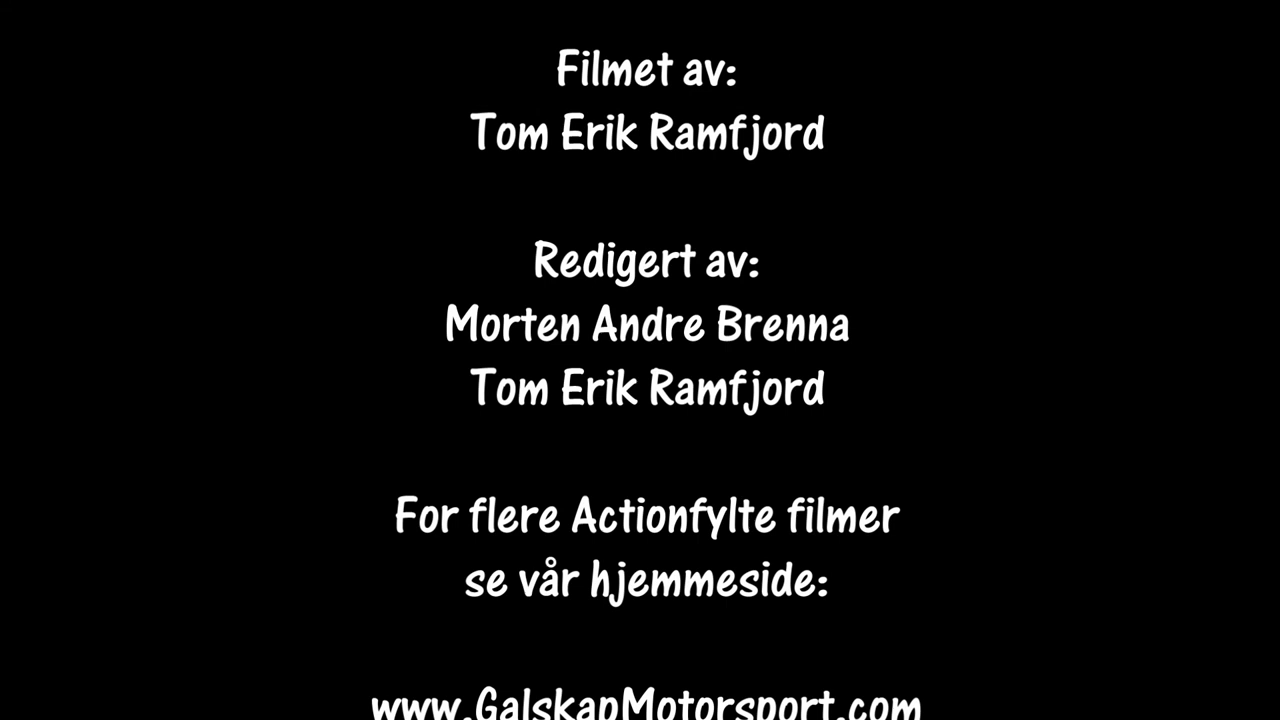 Filmet av:
Tom Erik Ramfjord
Redigert av:
Morten Andre Brenna
Tom Erik Ramfjord
For flere Actionfylte filmer
se vår hjemmeside:
www.GalskapMotorsport.com